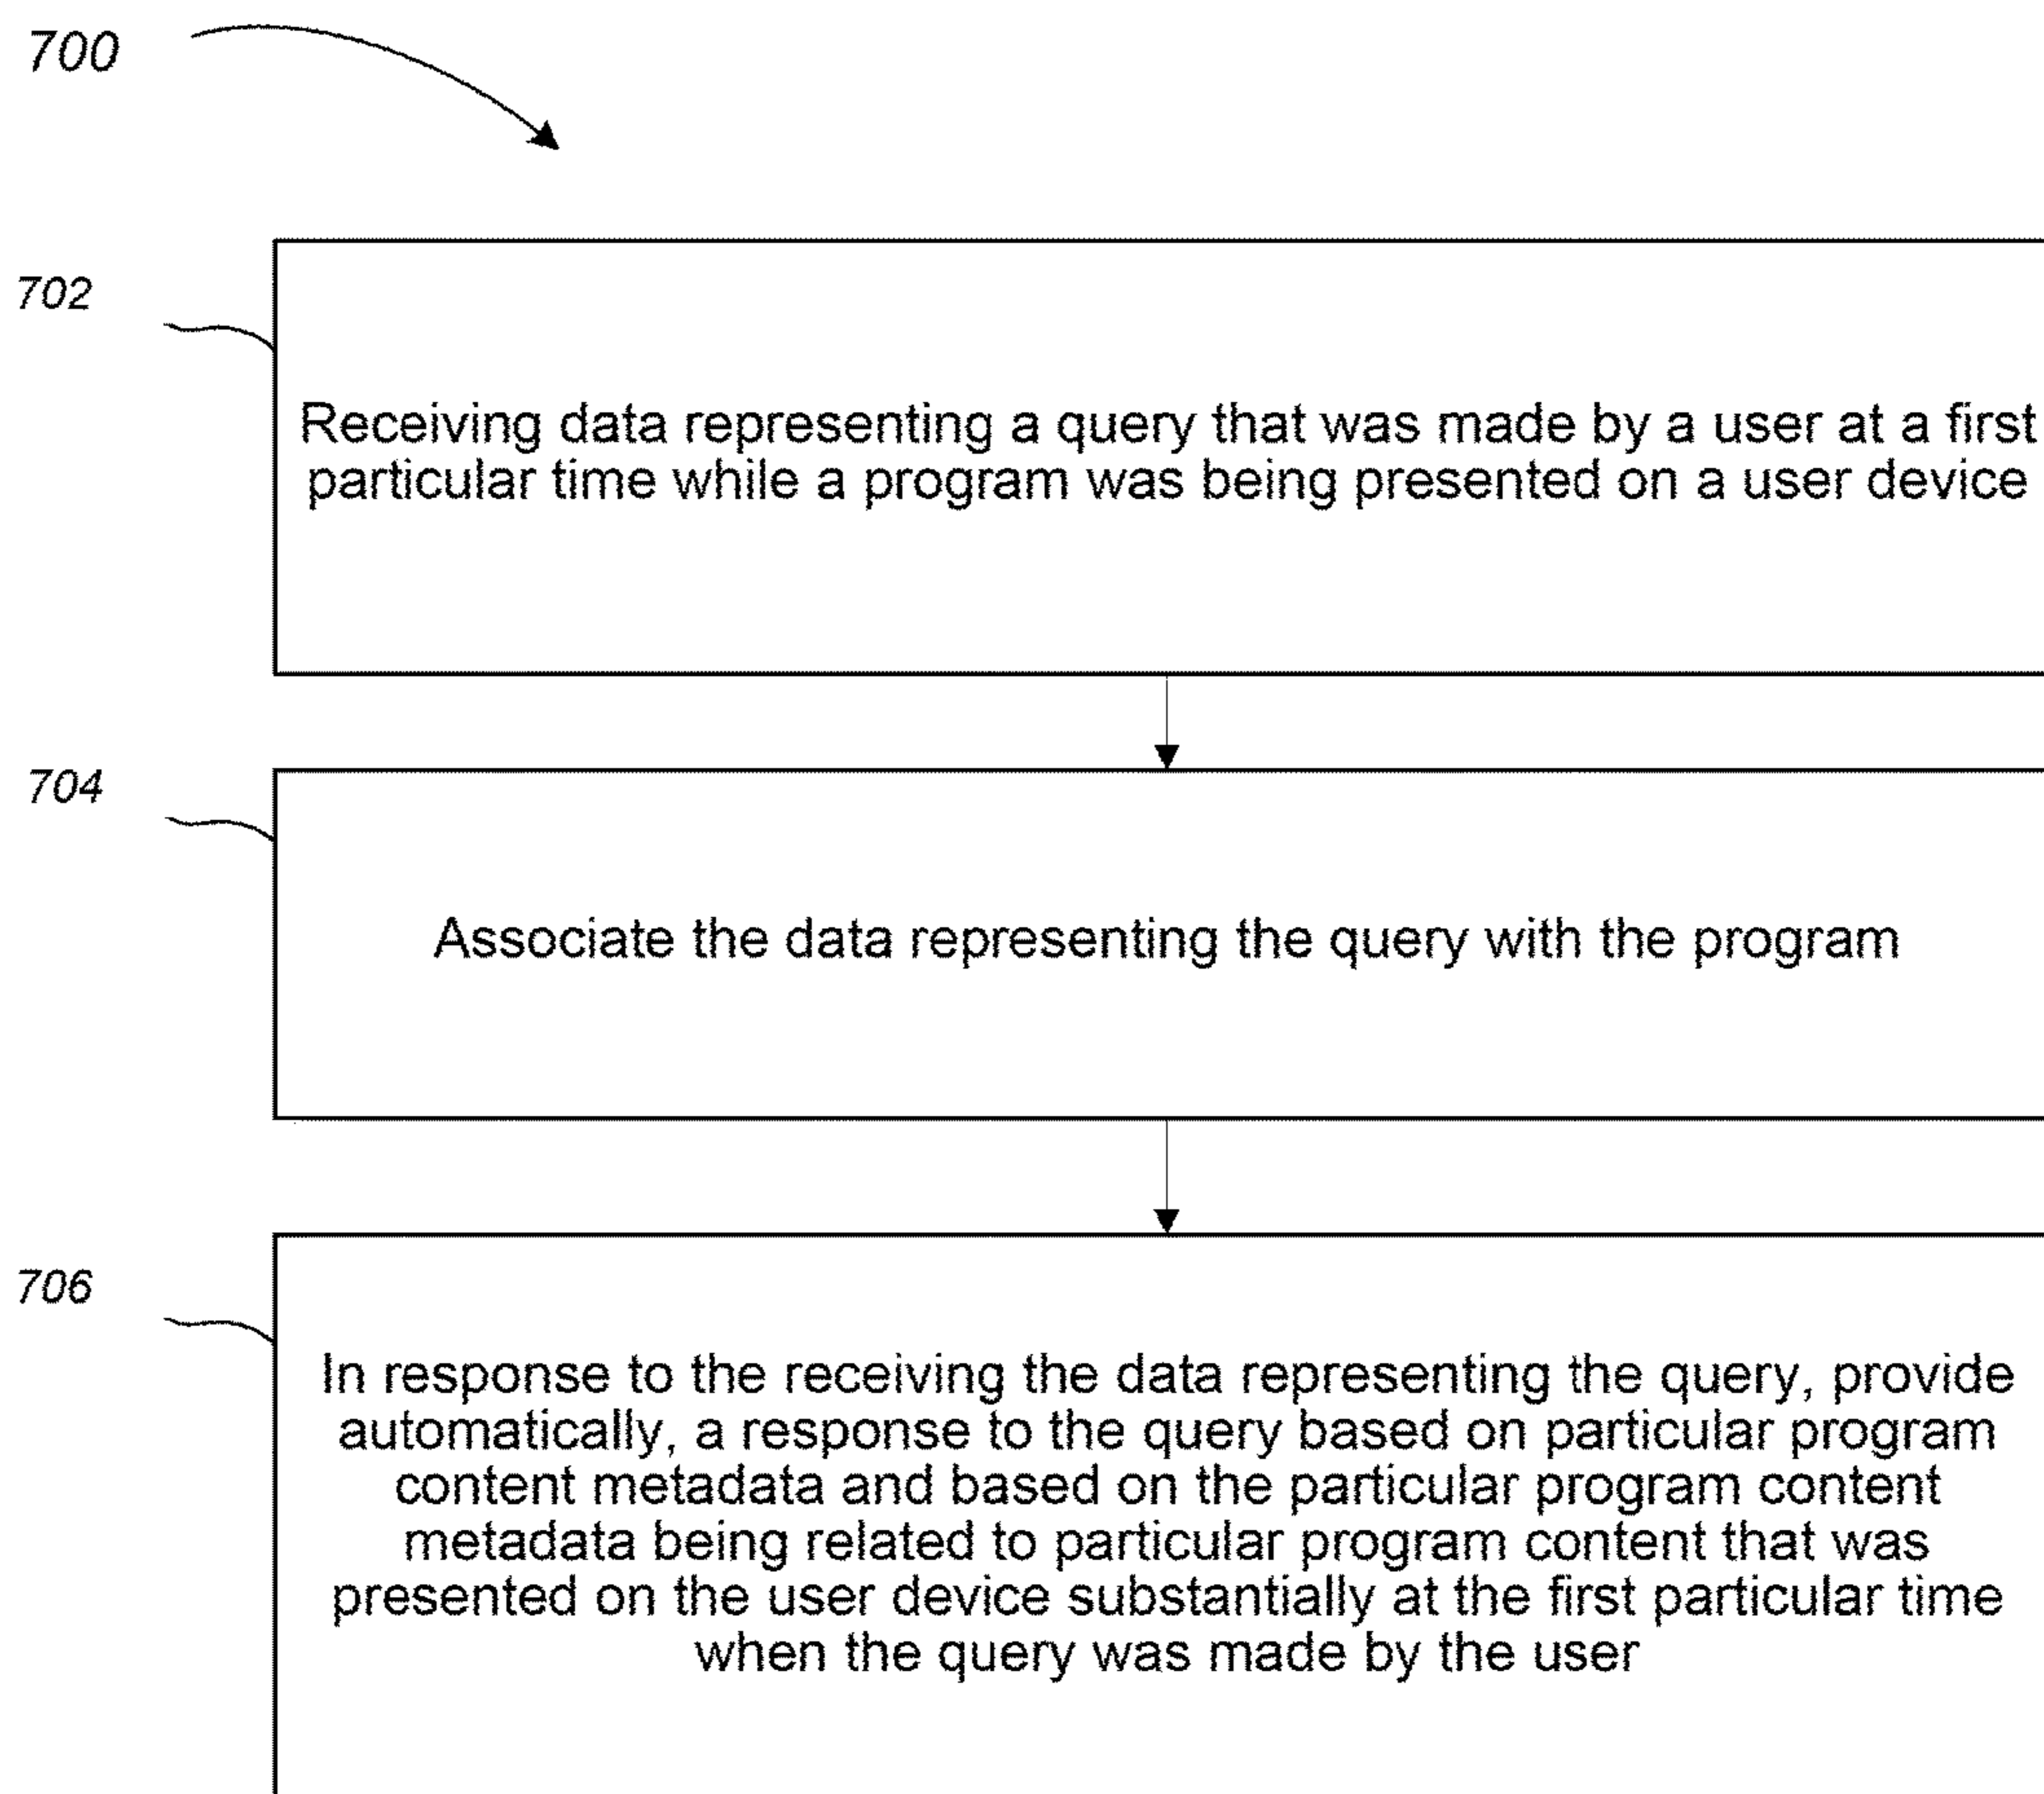 700
702
Receiving data representing a query that was made by a user at a first
particular time while a program was being presented on a user device
704
Associate the data representing the query with the program
706
In response to the receiving the data representing the query, provide
automatically, a response to the query based on particular program
content metadata and based on the particular program content
metadata being related to particular program content that was
presented on the user device substantially at the first particular time
when the query was made by the user